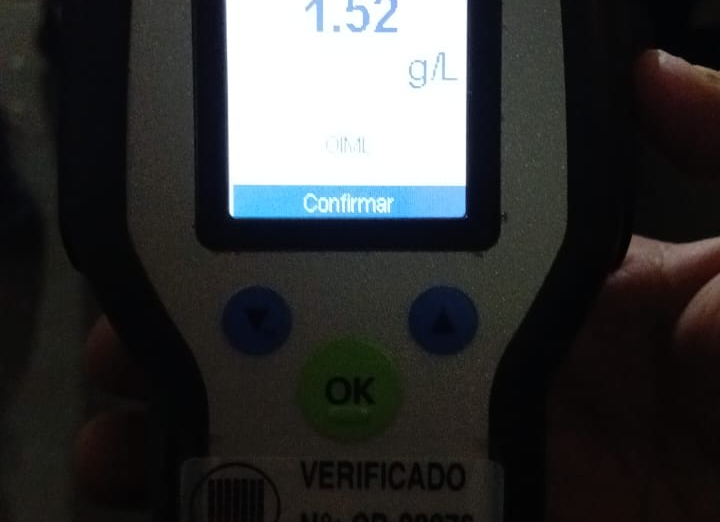 1.52
g/L
OIML
Confirmar
OK
VERIFICADO